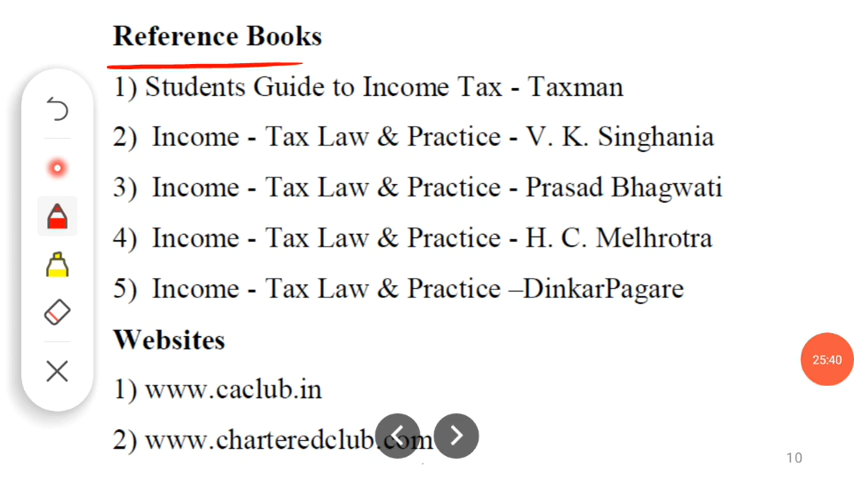 Reference Books
1) Students Guide to Income Tax - Taxman
2) Income - Tax Law & Practice - V. K. Singhania
3) Income - Tax Law & Practice - Prasad Bhagwati
4) Income - Tax Law & Practice - H. C. Melhrotra
5) Income - Tax Law & Practice –DinkarPagare
Websites
25:40
1) www.caclub.in
2) www.charteredclub.com
10